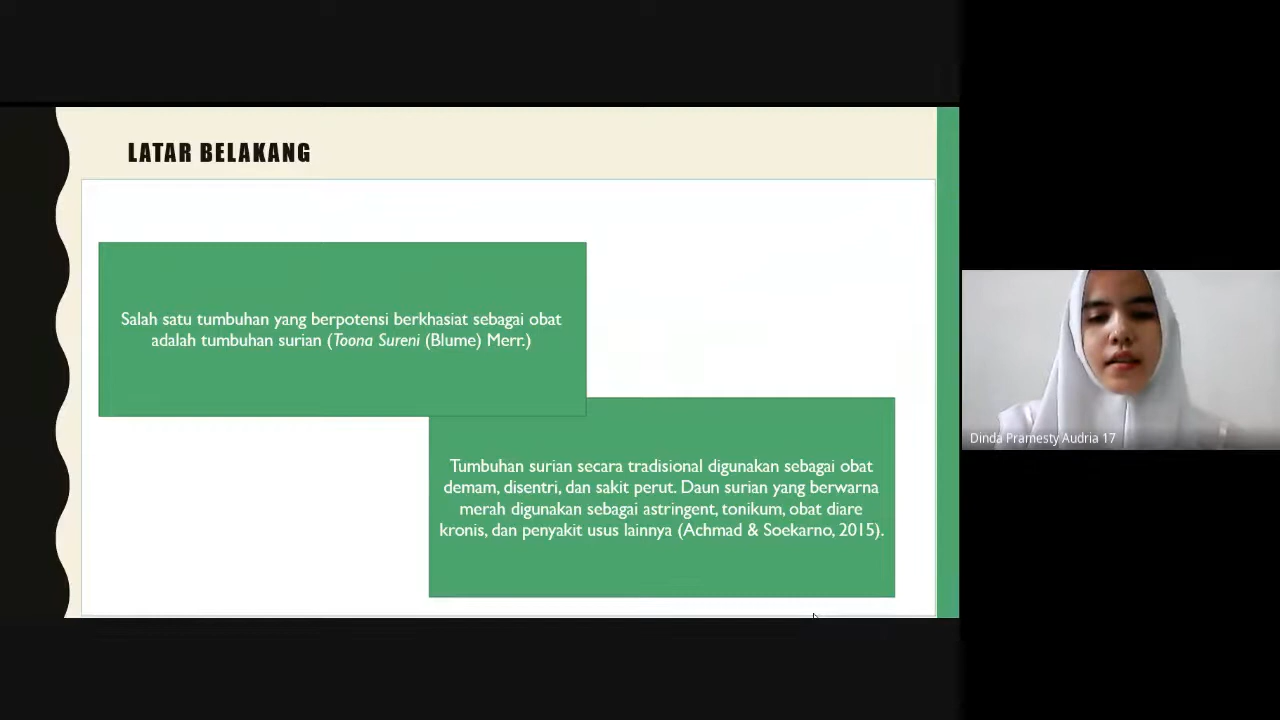 LATAR BELAKANG
Salah satu tumbuhan yang berpotensi berkhasiat sebagai obat
adalah tumbuhan surian (Toona Sureni (Blume) Merr.)
Tumbuhan surian secara tradisional digunakan sebagai obat
demam, disentri, dan sakit perut. Daun surian yang berwarna
merah digunakan sebagai astringent, tonikum, obat diare
kronis, dan penyakit usus lainnya (Achmad & Soekarno, 2015).
Dinda Pramesty Audria 17